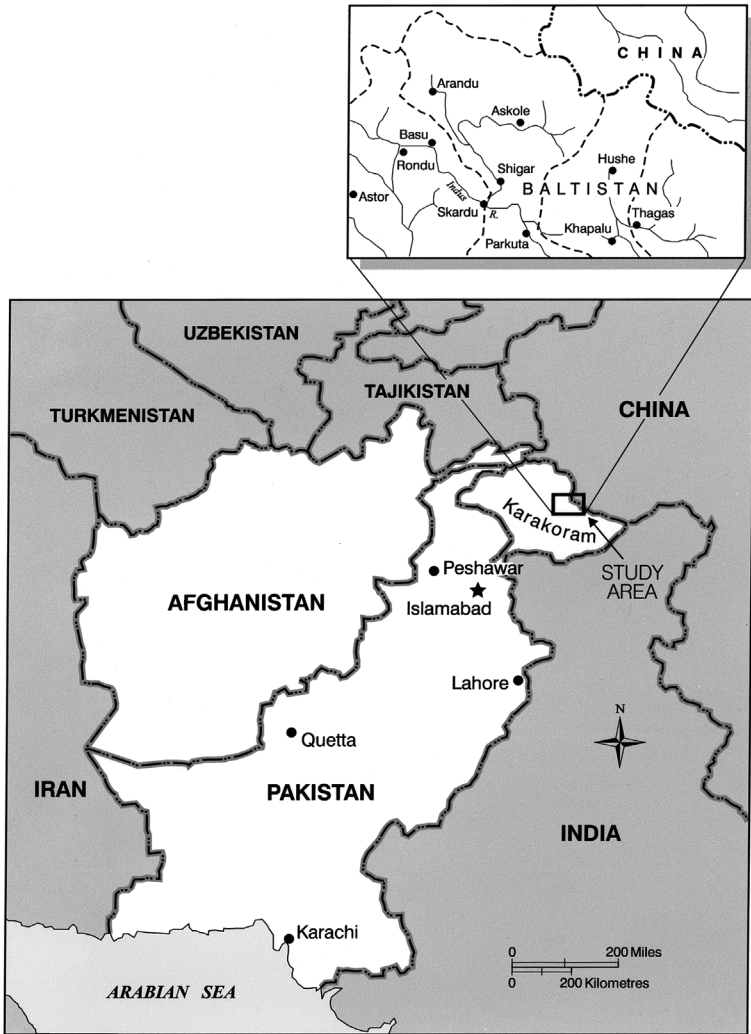 CHINA
Arandu
Askole
Basu
Rondu
Shigar
Hushe
BALTISTAN
Astor
Indus
R.
Skardu
Thagas
Khapalu
Parkuta
UZBEKISTAN
TAJIKISTAN
TURKMENISTAN
CHINA
Karakoram
Peshawar
STUDY
AREA
AFGHANISTAN
Islamabad
Lahore
N
Quetta
IRAN
PAKISTAN
INDIA
Karachi
0 200 Miles
0 200 Kilometres
ARABIAN SEA